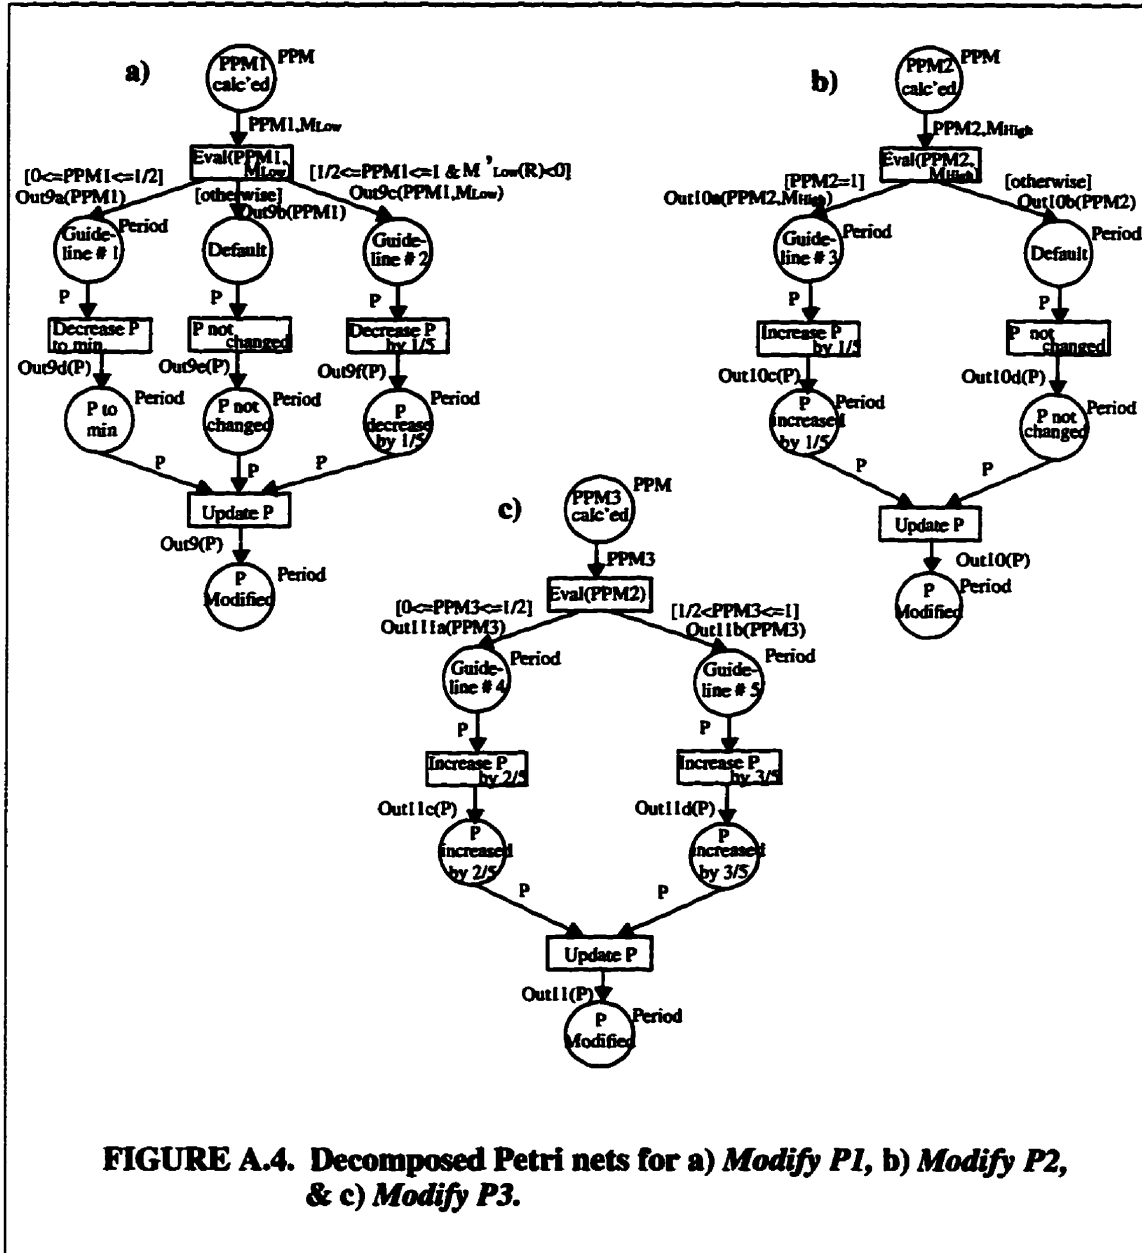 a)
PPM1
calc'ed
PPM
PPM1,MLow
Eval(PPM1,
MLow)
[0<=PPM1<=1/2]
Out9a(PPM1)
[otherwise]
Out9b(PPM1)
[1/2<=PPM1<=1 & M'Low(R)<0]
Out9c(PPM1,MLow)
Guide-
line # 1
Period
Default
Guide-
line # 2
Period
P
P
P
Decrease P
to min
P not
changed
Decrease P
by 1/5
Out9d(P)
Out9e(P)
Out9f(P)
P to
min
Period
P not
changed
Period
P
decrease
by 1/5
Period
P
P
P
Update P
Out9(P)
P
Modified
Period
b)
PPM2
calc'ed
PPM
PPM2,MHigh
Eval(PPM2,
MHigh)
[PPM2=1]
Out10a(PPM2,MHigh)
[otherwise]
Out10b(PPM2)
Guide-
line # 3
Period
Default
Period
P
P
Increase P
by 1/5
P not
changed
Out10c(P)
Out10d(P)
P
increased
by 1/5
Period
P not
changed
Period
P
P
Update P
Out10(P)
P
Modified
Period
c)
PPM3
calc'ed
PPM
PPM3
Eval(PPM2)
[0<=PPM3<=1/2]
Out111a(PPM3)
[1/2<PPM3<=1]
Out11b(PPM3)
Guide-
line # 4
Period
Guide-
line # 5
Period
P
P
Increase P
by 2/5
Increase P
by 3/5
Out11c(P)
Out11d(P)
P
increased
by 2/5
P
increased
by 3/5
P
P
Update P
Out11(P)
P
Modified
Period
FIGURE A.4. Decomposed Petri nets for a) Modify P1, b) Modify P2,
& c) Modify P3.